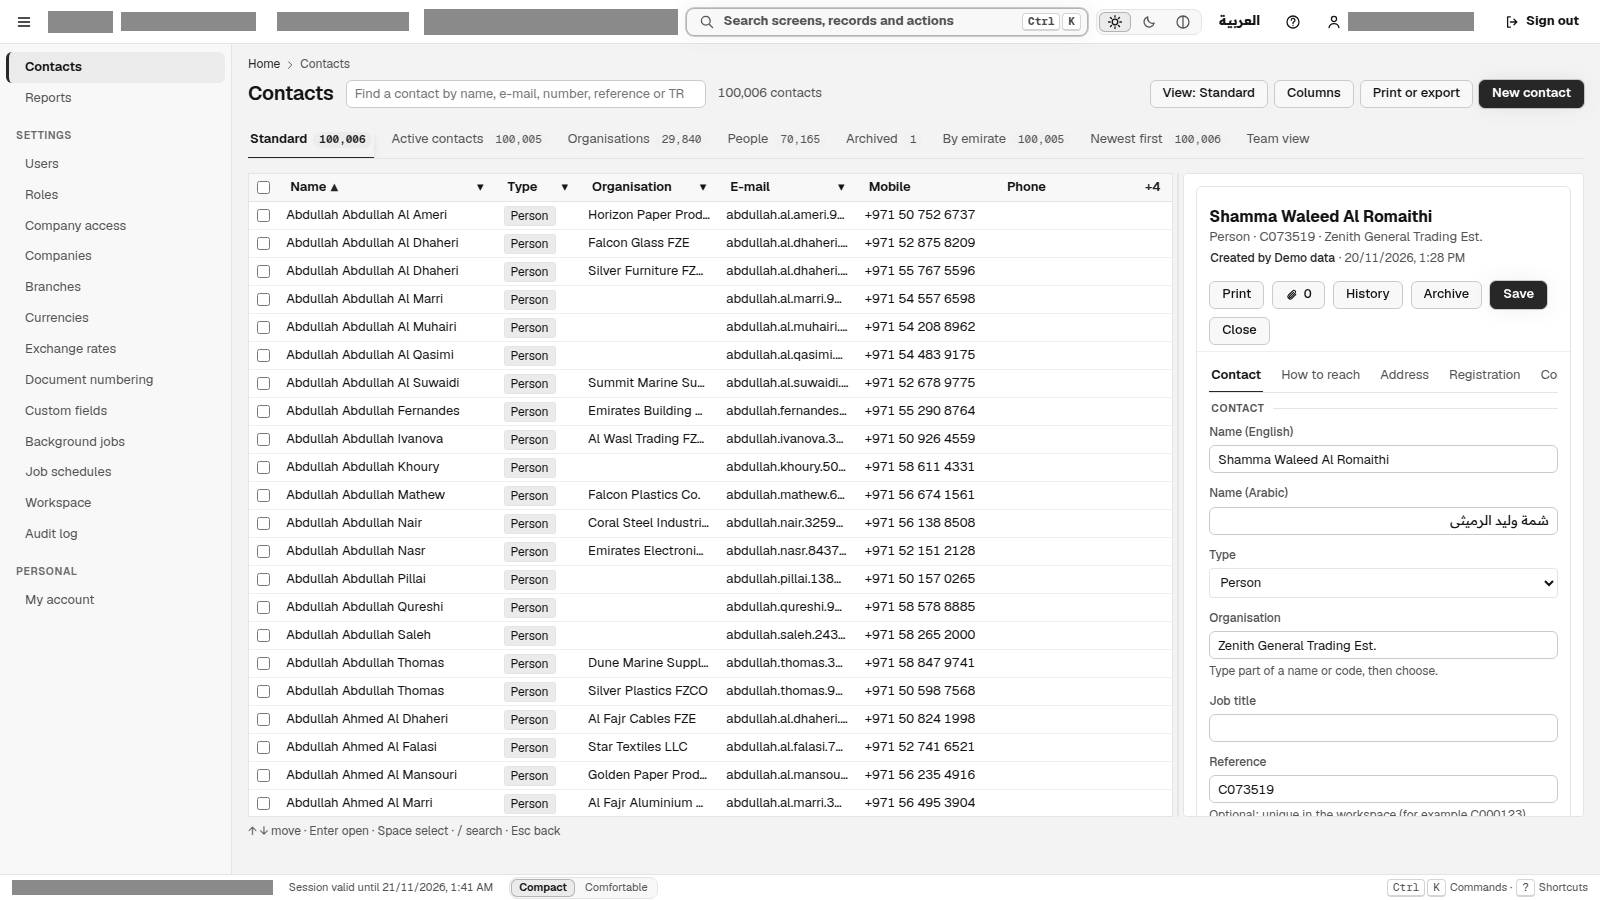 Search screens, records and actions Ctrl K العربية Sign out
Contacts
Reports
SETTINGS
Users
Roles
Company access
Companies
Branches
Currencies
Exchange rates
Document numbering
Custom fields
Background jobs
Job schedules
Workspace
Audit log
PERSONAL
My account
Home > Contacts
Contacts Find a contact by name, e-mail, number, reference or TR 100,006 contacts View: Standard Columns Print or export New contact
Standard 100,006 Active contacts 100,005 Organisations 29,840 People 70,165 Archived 1 By emirate 100,005 Newest first 100,006 Team view
Name ▲ ▼ Type ▼ Organisation ▼ E-mail ▼ Mobile Phone +4
Abdullah Abdullah Al Ameri Person Horizon Paper Prod... abdullah.al.ameri.9... +971 50 752 6737
Abdullah Abdullah Al Dhaheri Person Falcon Glass FZE abdullah.al.dhaheri.... +971 52 875 8209
Abdullah Abdullah Al Dhaheri Person Silver Furniture FZ... abdullah.al.dhaheri.... +971 55 767 5596
Abdullah Abdullah Al Marri Person abdullah.al.marri.9... +971 54 557 6598
Abdullah Abdullah Al Muhairi Person abdullah.al.muhairi.... +971 54 208 8962
Abdullah Abdullah Al Qasimi Person abdullah.al.qasimi.... +971 54 483 9175
Abdullah Abdullah Al Suwaidi Person Summit Marine Su... abdullah.al.suwaidi.... +971 52 678 9775
Abdullah Abdullah Fernandes Person Emirates Building ... abdullah.fernandes... +971 55 290 8764
Abdullah Abdullah Ivanova Person Al Wasl Trading FZ... abdullah.ivanova.3... +971 50 926 4559
Abdullah Abdullah Khoury Person abdullah.khoury.50... +971 58 611 4331
Abdullah Abdullah Mathew Person Falcon Plastics Co. abdullah.mathew.6... +971 56 674 1561
Abdullah Abdullah Nair Person Coral Steel Industri... abdullah.nair.3259... +971 56 138 8508
Abdullah Abdullah Nasr Person Emirates Electroni... abdullah.nasr.8437... +971 52 151 2128
Abdullah Abdullah Pillai Person abdullah.pillai.138... +971 50 157 0265
Abdullah Abdullah Qureshi Person abdullah.qureshi.9... +971 58 578 8885
Abdullah Abdullah Saleh Person abdullah.saleh.243... +971 58 265 2000
Abdullah Abdullah Thomas Person Dune Marine Suppl... abdullah.thomas.3... +971 58 847 9741
Abdullah Abdullah Thomas Person Silver Plastics FZCO abdullah.thomas.9... +971 50 598 7568
Abdullah Ahmed Al Dhaheri Person Al Fajr Cables FZE abdullah.al.dhaheri.... +971 50 824 1998
Abdullah Ahmed Al Falasi Person Star Textiles LLC abdullah.al.falasi.7... +971 52 741 6521
Abdullah Ahmed Al Mansouri Person Golden Paper Prod... abdullah.al.mansou... +971 56 235 4916
Abdullah Ahmed Al Marri Person Al Fajr Aluminium ... abdullah.al.marri.3... +971 56 495 3904
↑ ↓ move · Enter open · Space select · / search · Esc back
Shamma Waleed Al Romaithi
Person · C073519 · Zenith General Trading Est.
Created by Demo data · 20/11/2026, 1:28 PM
Print 0 History Archive Save
Close
Contact How to reach Address Registration Co
CONTACT
Name (English)
Shamma Waleed Al Romaithi
Name (Arabic)
شمة وليد الرميثي
Type
Person
Organisation
Zenith General Trading Est.
Type part of a name or code, then choose.
Job title
Reference
C073519
Optional: unique in the workspace (for example C000123)
Session valid until 21/11/2026, 1:41 AM Compact Comfortable Ctrl K Commands · ? Shortcuts